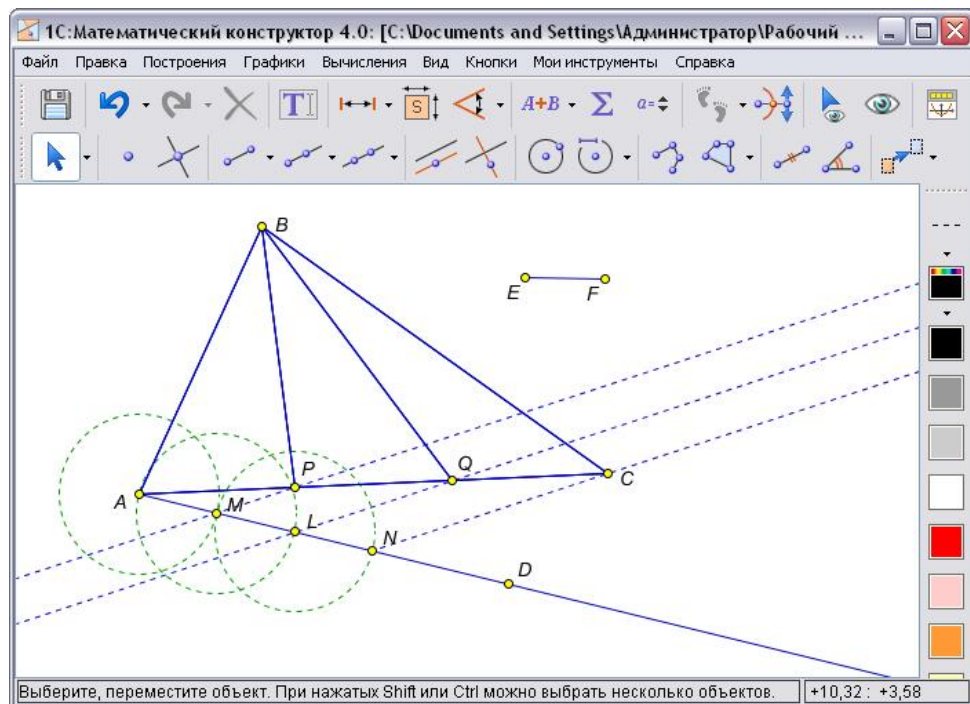 1С:Математический конструктор 4.0: [C:\Documents and Settings\Администратор\Рабочий ...
Файл Правка Построения Графики Вычисления Вид Кнопки Мои инструменты Справка
T S A+B Σ a=
B
E F
P Q C
A M L N
D
Выберите, переместите объект. При нажатых Shift или Ctrl можно выбрать несколько объектов. +10,32 : +3,58